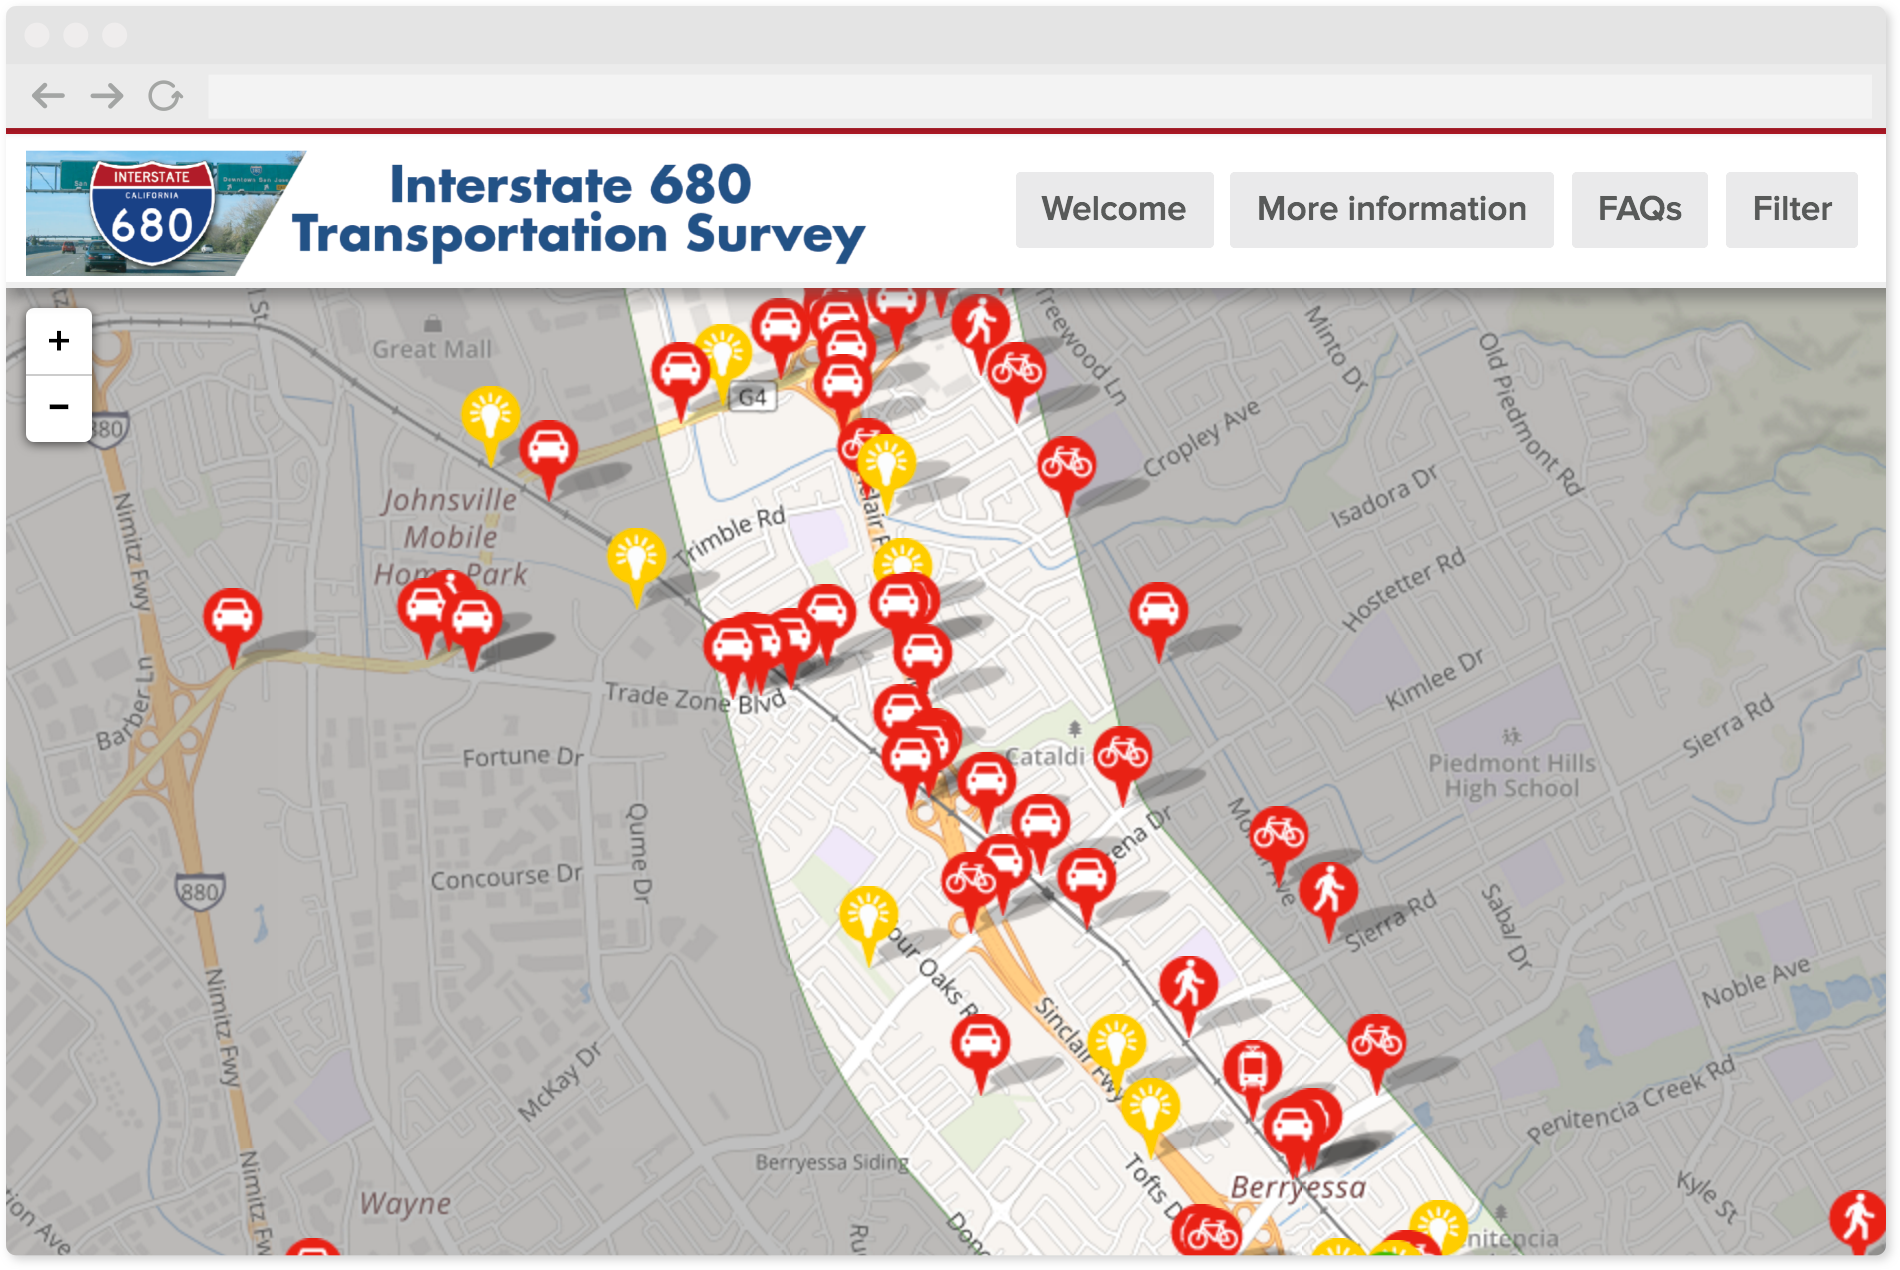 INTERSTATE
CALIFORNIA
680
Interstate 680
Transportation Survey
Welcome
More information
FAQs
Filter
+
−
Great Mall
G4
Treewood Ln
Minto Dr
Old Piedmont Rd
Cropley Ave
Isadora Dr
Johnsville
Mobile
Home Park
Nimitz Fwy
Trimble Rd
Hostetter Rd
Kimlee Dr
Sierra Rd
Barber Ln
Trade Zone Blvd
Fortune Dr
Cataldi
Piedmont Hills
High School
Qume Dr
Concourse Dr
880
Sierra Rd
Sabal Dr
Noble Ave
Nimitz Fwy
Sinclair Fwy
McKay Dr
Penitencia Creek Rd
Berryessa Siding
Tofts D
Berryessa
Wayne
Nimitz Fw
Kyle St